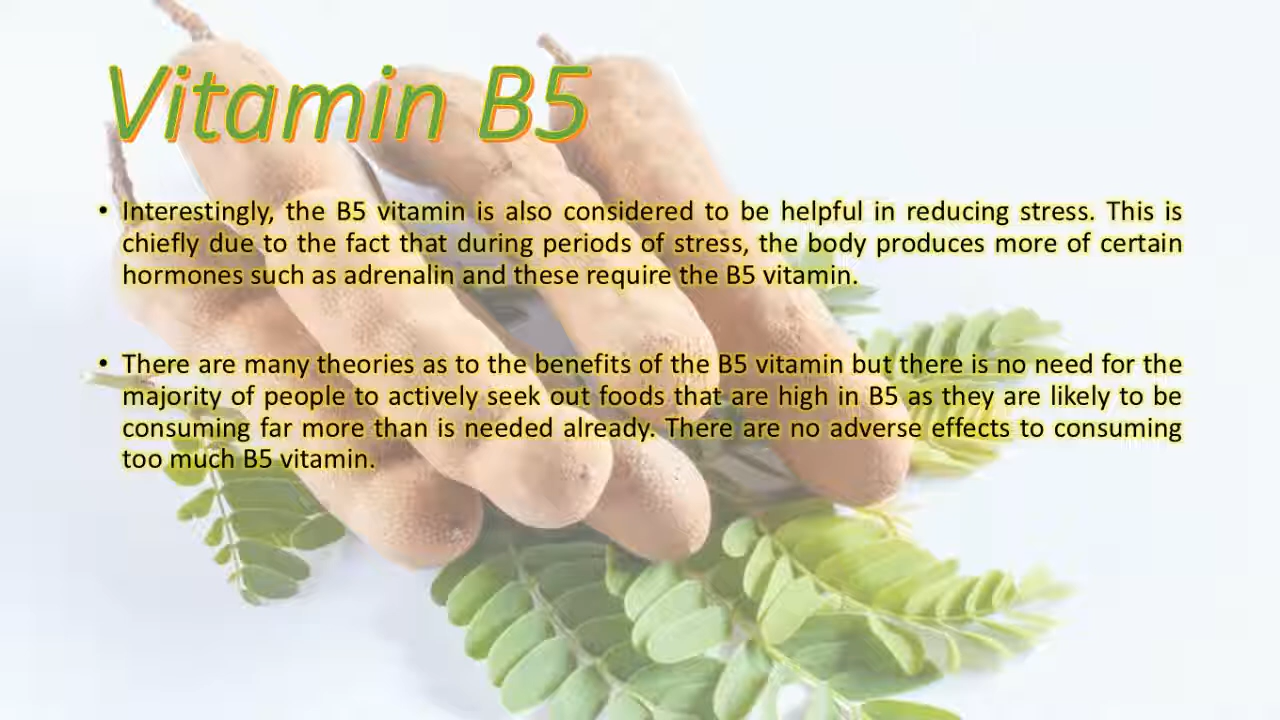 Vitamin B5
• Interestingly, the B5 vitamin is also considered to be helpful in reducing stress. This is
chiefly due to the fact that during periods of stress, the body produces more of certain
hormones such as adrenalin and these require the B5 vitamin.
• There are many theories as to the benefits of the B5 vitamin but there is no need for the
majority of people to actively seek out foods that are high in B5 as they are likely to be
consuming far more than is needed already. There are no adverse effects to consuming
too much B5 vitamin.